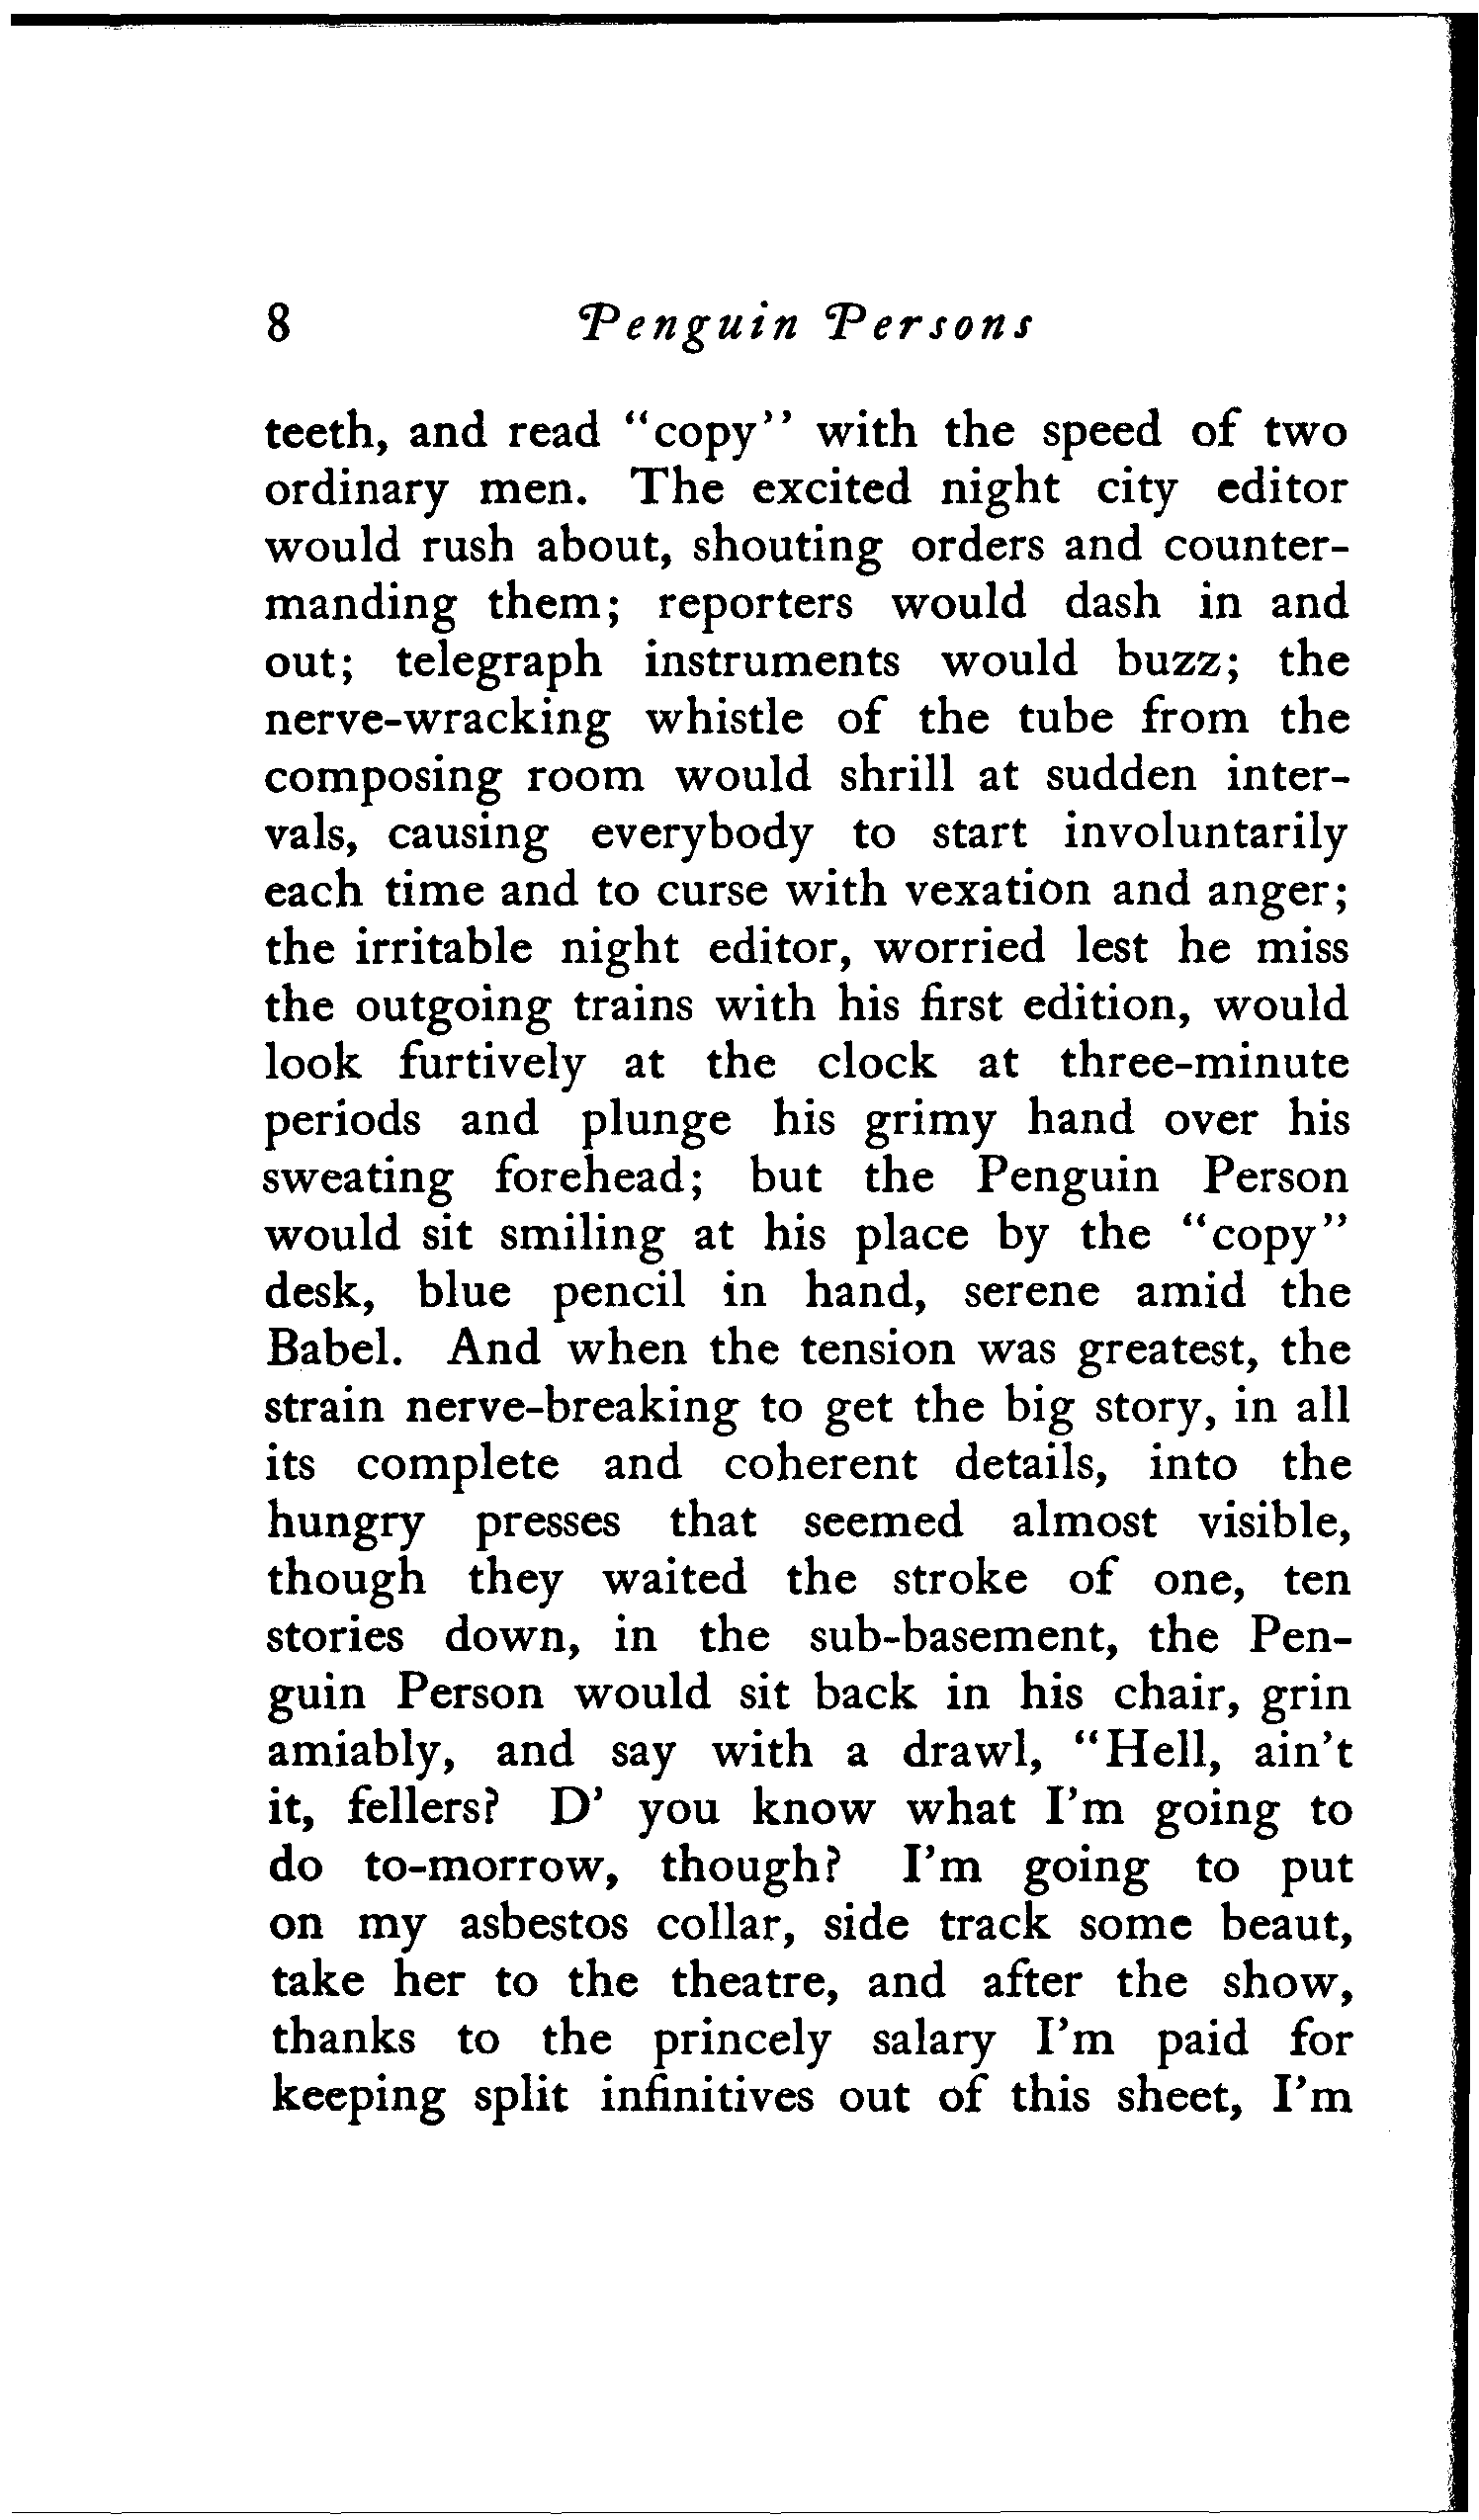 8 Penguin Persons
teeth, and read "copy" with the speed of two
ordinary men. The excited night city editor
would rush about, shouting orders and counter-
manding them; reporters would dash in and
out; telegraph instruments would buzz; the
nerve-wracking whistle of the tube from the
composing room would shrill at sudden inter-
vals, causing everybody to start involuntarily
each time and to curse with vexation and anger;
the irritable night editor, worried lest he miss
the outgoing trains with his first edition, would
look furtively at the clock at three-minute
periods and plunge his grimy hand over his
sweating forehead; but the Penguin Person
would sit smiling at his place by the "copy"
desk, blue pencil in hand, serene amid the
Babel. And when the tension was greatest, the
strain nerve-breaking to get the big story, in all
its complete and coherent details, into the
hungry presses that seemed almost visible,
though they waited the stroke of one, ten
stories down, in the sub-basement, the Pen-
guin Person would sit back in his chair, grin
amiably, and say with a drawl, "Hell, ain't
it, fellers? D' you know what I'm going to
do to-morrow, though? I'm going to put
on my asbestos collar, side track some beaut,
take her to the theatre, and after the show,
thanks to the princely salary I'm paid for
keeping split infinitives out of this sheet, I'm